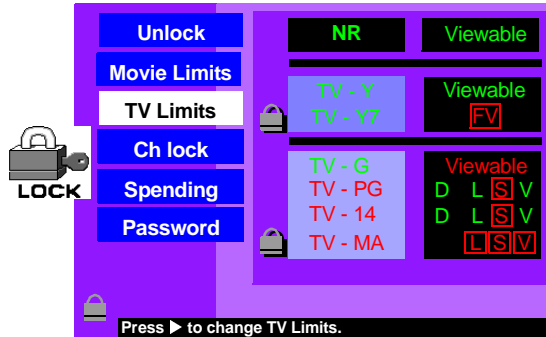 Unlock
Movie Limits
TV Limits
Ch lock
Spending
Password
LOCK
NR Viewable
TV - Y Viewable
TV - Y7 FV
TV - G Viewable
TV - PG D L S V
TV - 14 D L S V
TV - MA L S V
Press ▶ to change TV Limits.